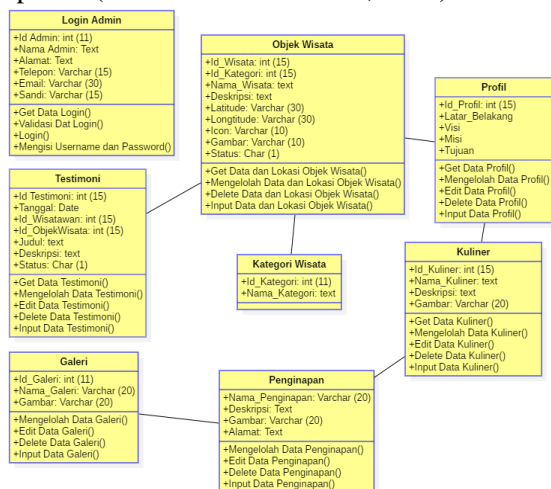 Login Admin
+Id Admin: int (11)
+Nama Admin: Text
+Alamat: Text
+Telepon: Varchar (15)
+Email: Varchar (30)
+Sandi: Varchar (15)
+Get Data Login()
+Validasi Dat Login()
+Login()
+Mengisi Username dan Password()
Objek Wisata
+Id_Wisata: int (15)
+Id_Kategori: int (15)
+Nama_Wisata: text
+Deskripsi: text
+Latitude: Varchar (30)
+Longtitude: Varchar (30)
+Icon: Varchar (10)
+Gambar: Varchar (10)
+Status: Char (1)
+Get Data dan Lokasi Objek Wisata()
+Mengelolah Data dan Lokasi Objek Wisata()
+Delete Data dan Lokasi Objek Wisata()
+Input Data dan Lokasi Objek Wisata()
Profil
+Id_Profil: int (15)
+Latar_Belakang
+Visi
+Misi
+Tujuan
+Get Data Profil()
+Mengelolah Data Profil()
+Edit Data Profil()
+Delete Data Profil()
+Input Data Profil()
Testimoni
+Id Testimoni: int (15)
+Tanggal: Date
+Id_Wisatawan: int (15)
+Id_ObjekWisata: int (15)
+Judul: text
+Deskripsi: text
+Status: Char (1)
+Get Data Testimoni()
+Mengelolah Data Testimoni()
+Edit Data Testimoni()
+Delete Data Testimoni()
+Input Data Testimoni()
Kategori Wisata
+Id_Kategori: int (11)
+Nama_Kategori: text
Kuliner
+Id_Kuliner: int (15)
+Nama_Kuliner: text
+Deskripsi: text
+Gambar: Varchar (20)
+Get Data Kuliner()
+Mengelolah Data Kuliner()
+Edit Data Kuliner()
+Delete Data Kuliner()
+Input Data Kuliner()
Galeri
+Id_Galeri: int (11)
+Nama_Galeri: Varchar (20)
+Gambar: Varchar (20)
+Mengelolah Data Galeri()
+Edit Data Galeri()
+Delete Data Galeri()
+Input Data Galeri()
Penginapan
+Nama_Penginapan: Varchar (20)
+Deskripsi: Text
+Gambar: Varchar (20)
+Alamat: Text
+Mengelolah Data Penginapan()
+Edit Data Penginapan()
+Delete Data Penginapan()
+Input Data Penginapan()